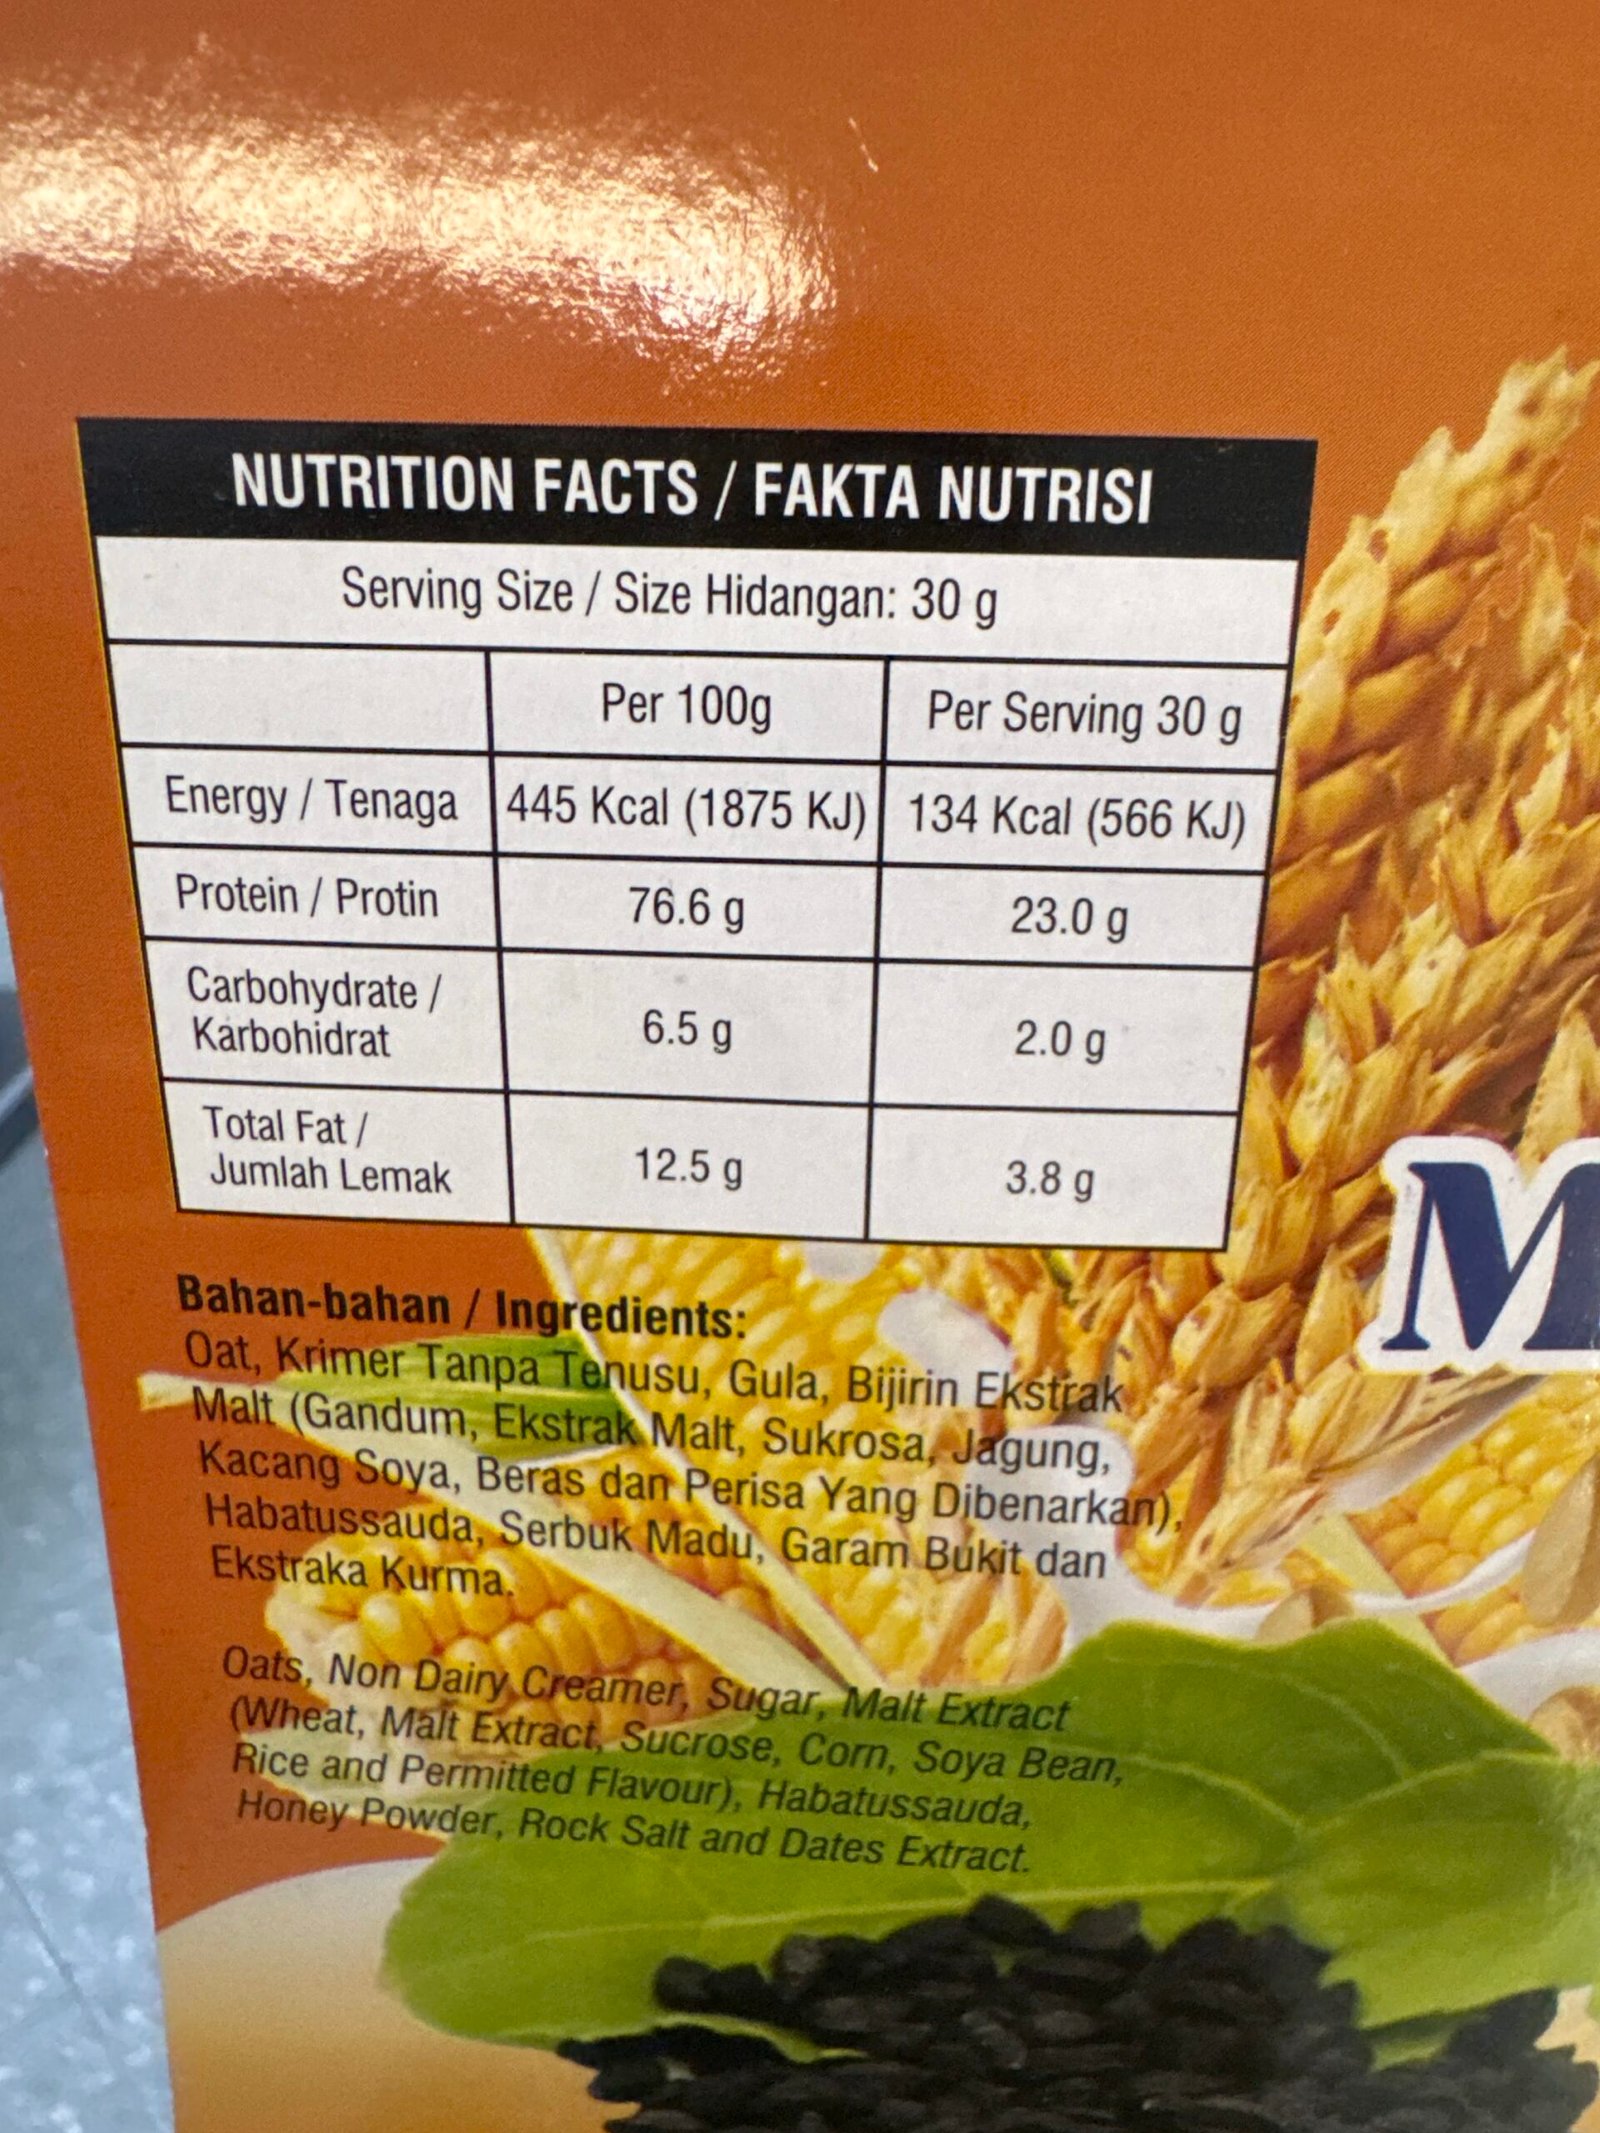 NUTRITION FACTS / FAKTA NUTRISI
Serving Size / Size Hidangan: 30 g
Per 100g Per Serving 30 g
Energy / Tenaga 445 Kcal (1875 KJ) 134 Kcal (566 KJ)
Protein / Protin 76.6 g 23.0 g
Carbohydrate /
Karbohidrat 6.5 g 2.0 g
Total Fat /
Jumlah Lemak 12.5 g 3.8 g
Bahan-bahan / Ingredients:
Oat, Krimer Tanpa Tenusu, Gula, Bijirin Ekstrak
Malt (Gandum, Ekstrak Malt, Sukrosa, Jagung,
Kacang Soya, Beras dan Perisa Yang Dibenarkan),
Habatussauda, Serbuk Madu, Garam Bukit dan
Ekstraka Kurma.
Oats, Non Dairy Creamer, Sugar, Malt Extract
(Wheat, Malt Extract, Sucrose, Corn, Soya Bean,
Rice and Permitted Flavour), Habatussauda,
Honey Powder, Rock Salt and Dates Extract.
M